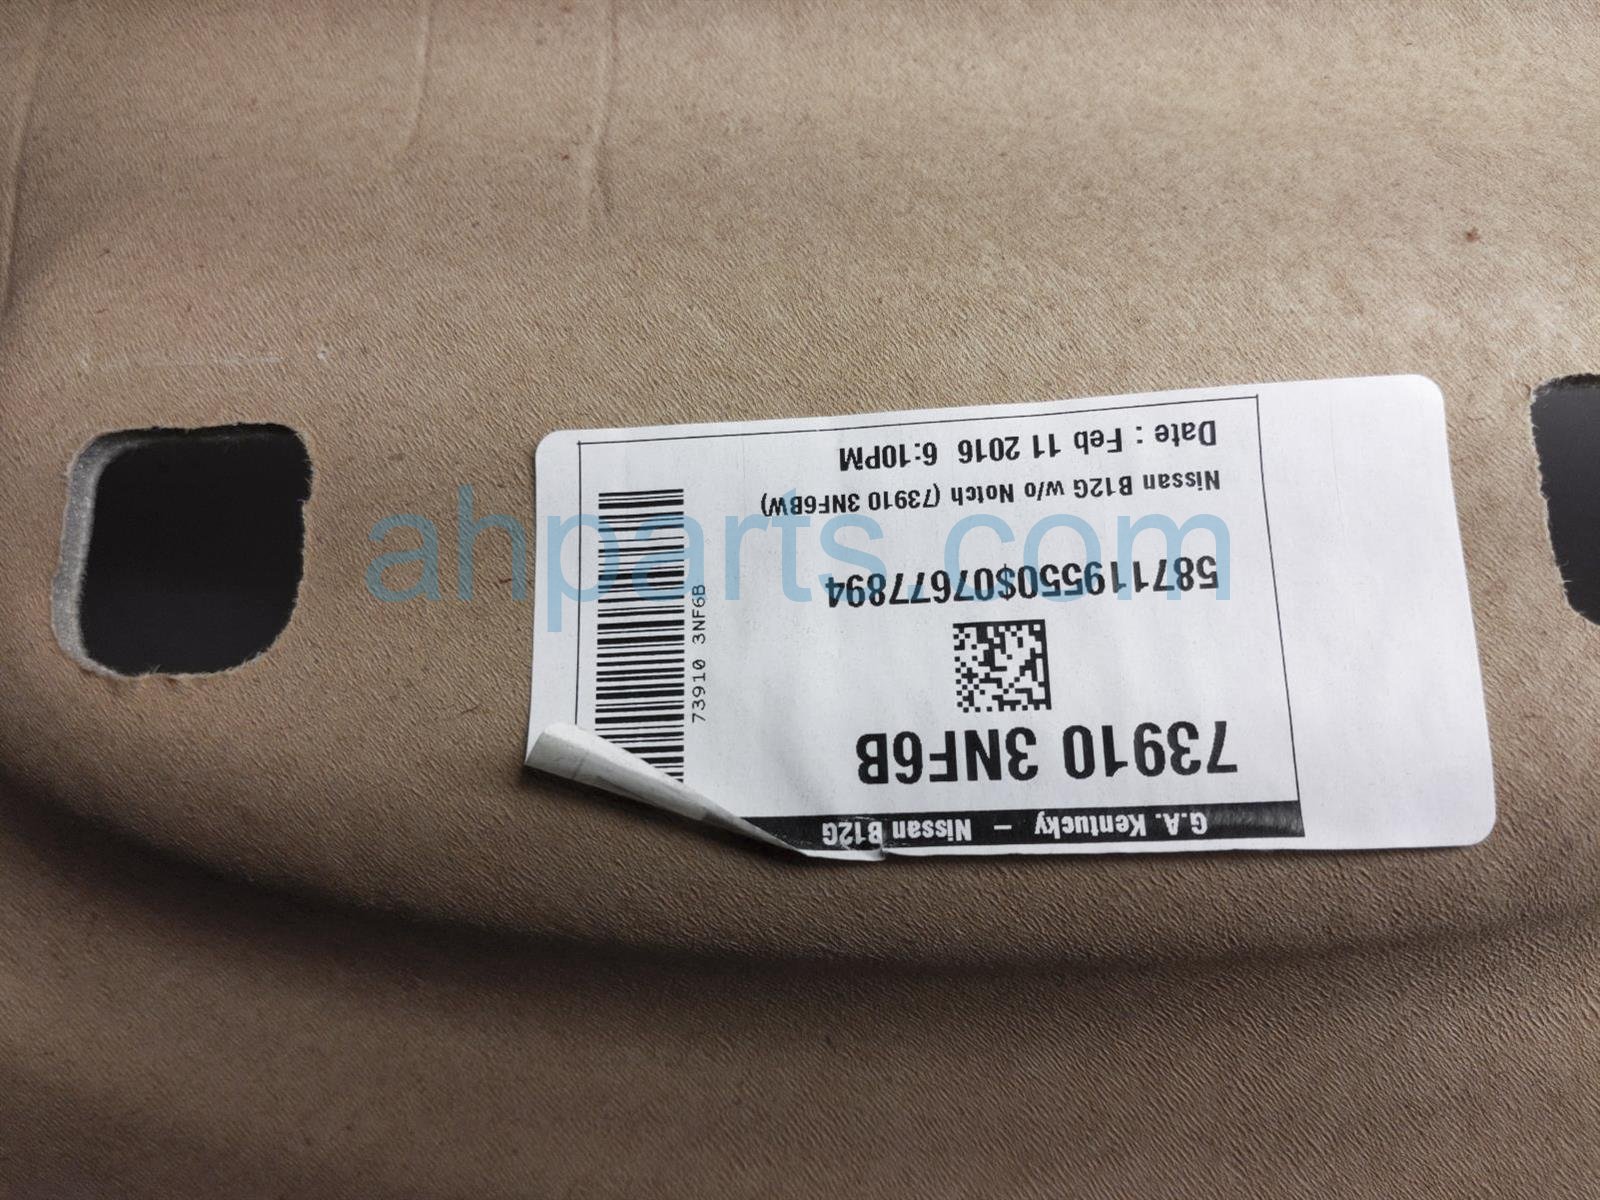 G.A. Kentucky – Nissan B12G
73910 3NF6B
587119550$07677894
Nissan B12G w/o Notch (73910 3NF6BW)
Date : Feb 11 2016 6:10PM
73910 3NF6B
ahparts.com